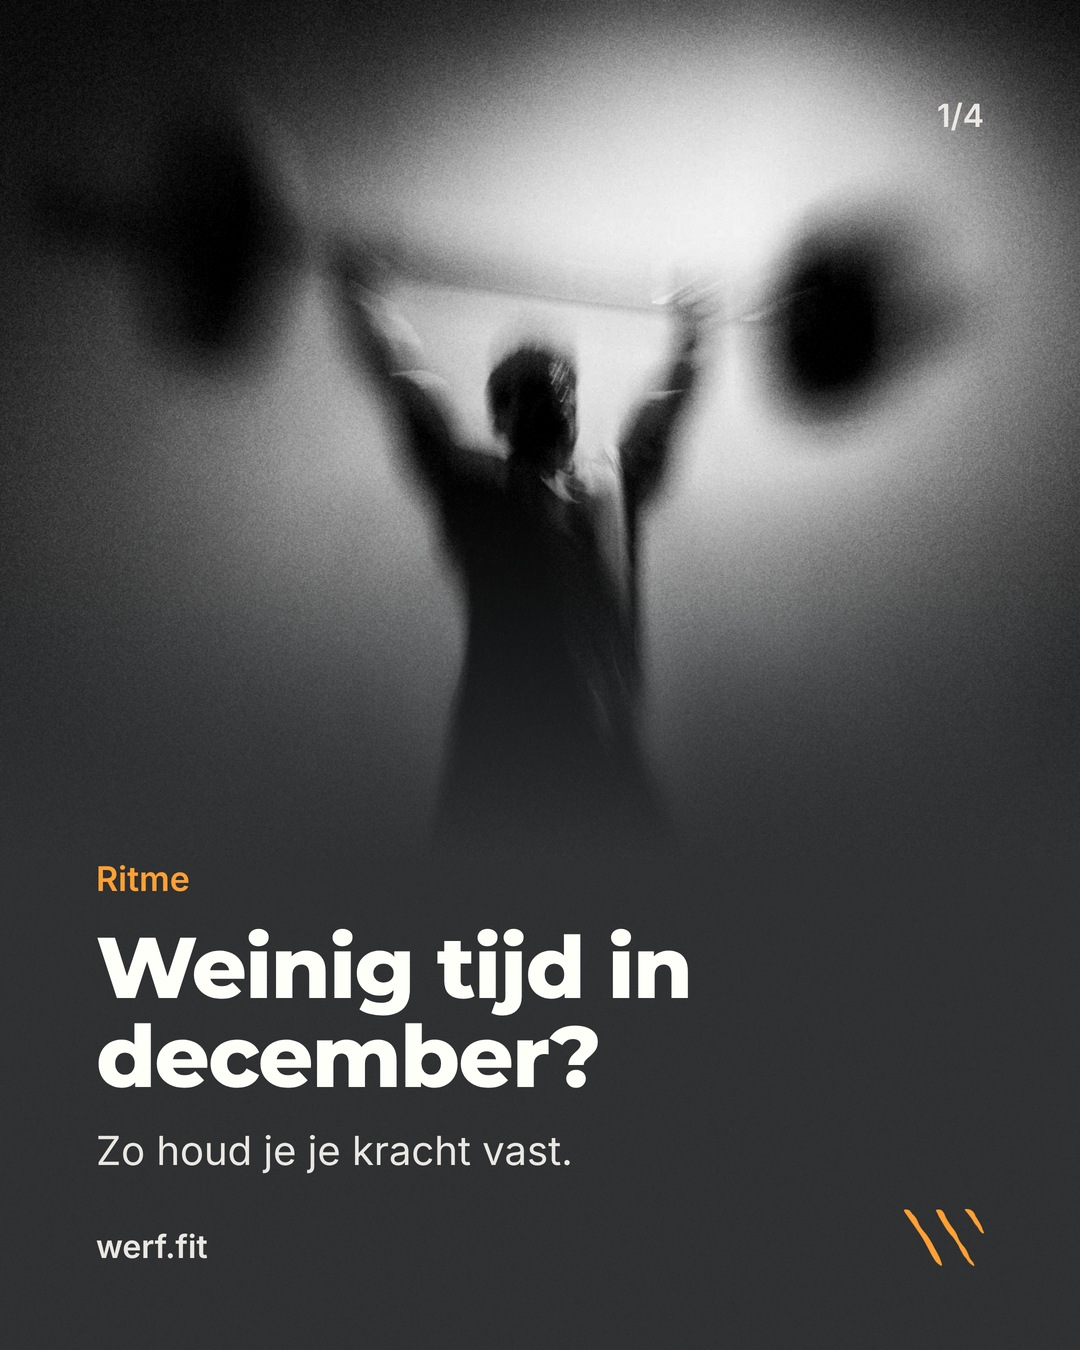 1/4
Ritme
Weinig tijd in
december?
Zo houd je je kracht vast.
werf.fit